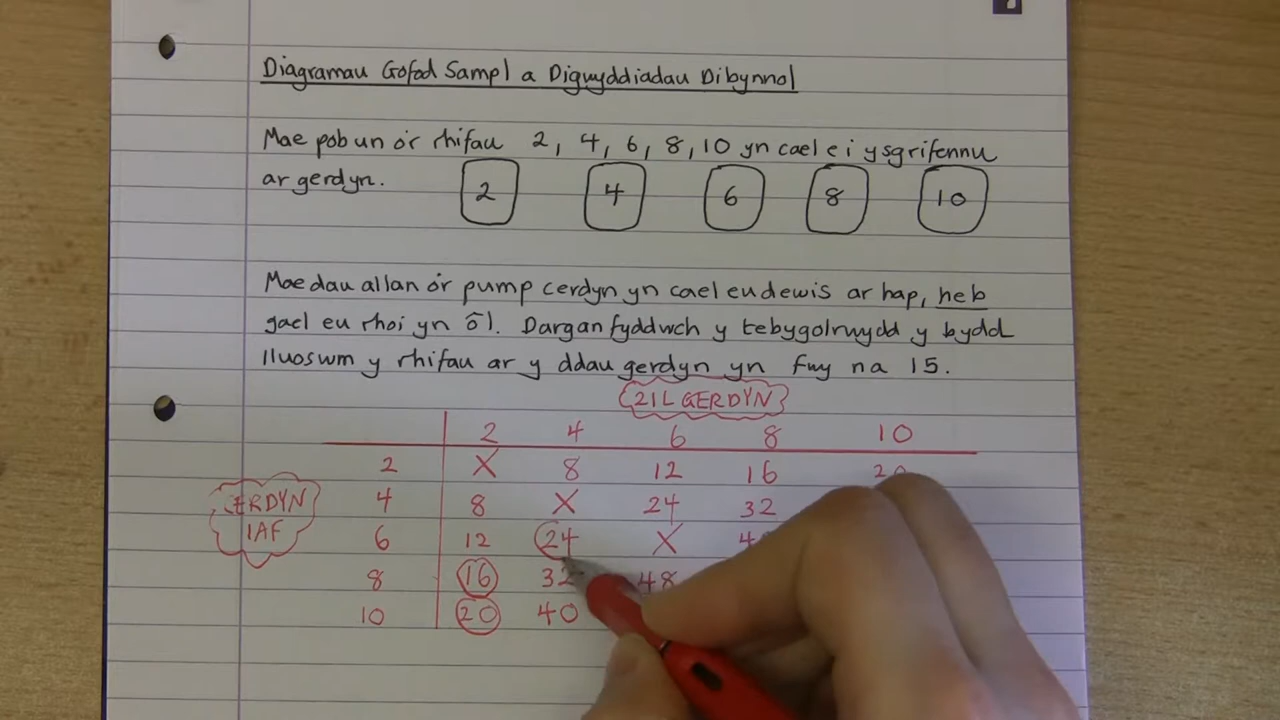 Diagramau Gofod Sampl a Digwyddiadau Dibynnol
Mae pob un o'r rhifau 2, 4, 6, 8, 10 yn cael ei ysgrifennu
ar gerdyn. 2 4 6 8 10
Mae dau allan o'r pump cerdyn yn cael eu dewis ar hap, heb
gael eu rhoi yn ôl. Darganfyddwch y tebygolrwydd y bydd
lluoswm y rhifau ar y ddau gerdyn yn fwy na 15.
2IL GERDYN
2 4 6 8 10
2 X 8 12 16 20
CERDYN
IAF
4 8 X 24 32
6 12 24 X
8 16 32 48
10 20 40